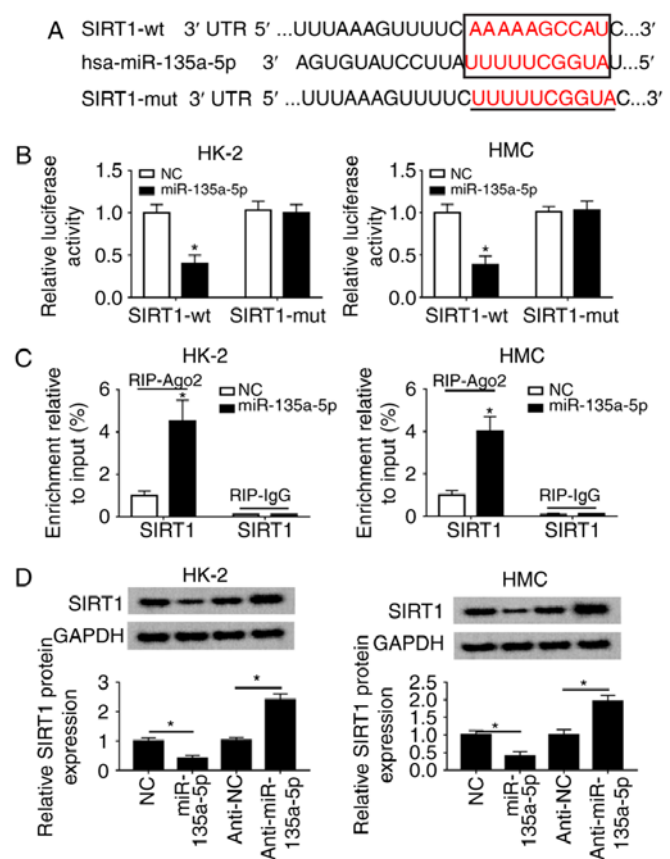 A
SIRT1-wt 3′ UTR 5′ ...UUUAAAGUUUUC AAAAAGCCAU C...3′
hsa-miR-135a-5p 3′ AGUGUAUCCUUA UUUUUCGGUA U...5′
SIRT1-mut 3′ UTR 5′ ...UUUAAAGUUUUC UUUUUCGGUA C...3′
B
HK-2
NC
miR-135a-5p
Relative luciferase activity
1.5
1.0
0.5
0.0
*
SIRT1-wt SIRT1-mut
HMC
NC
miR-135a-5p
Relative luciferase activity
1.5
1.0
0.5
0.0
*
SIRT1-wt SIRT1-mut
C
HK-2
RIP-Ago2
NC
miR-135a-5p
Enrichment relative to input (%)
6
4
2
0
*
RIP-IgG
SIRT1 SIRT1
HMC
RIP-Ago2
NC
miR-135a-5p
Enrichment relative to input (%)
6
4
2
0
*
RIP-IgG
SIRT1 SIRT1
D
HK-2
SIRT1
GAPDH
Relative SIRT1 protein expression
3
2
1
0
* *
NC
miR-135a-5p
Anti-NC
Anti-miR-135a-5p
HMC
SIRT1
GAPDH
Relative SIRT1 protein expression
2.5
2.0
1.5
1.0
0.5
0.0
* *
NC
miR-135a-5p
Anti-NC
Anti-miR-135a-5p